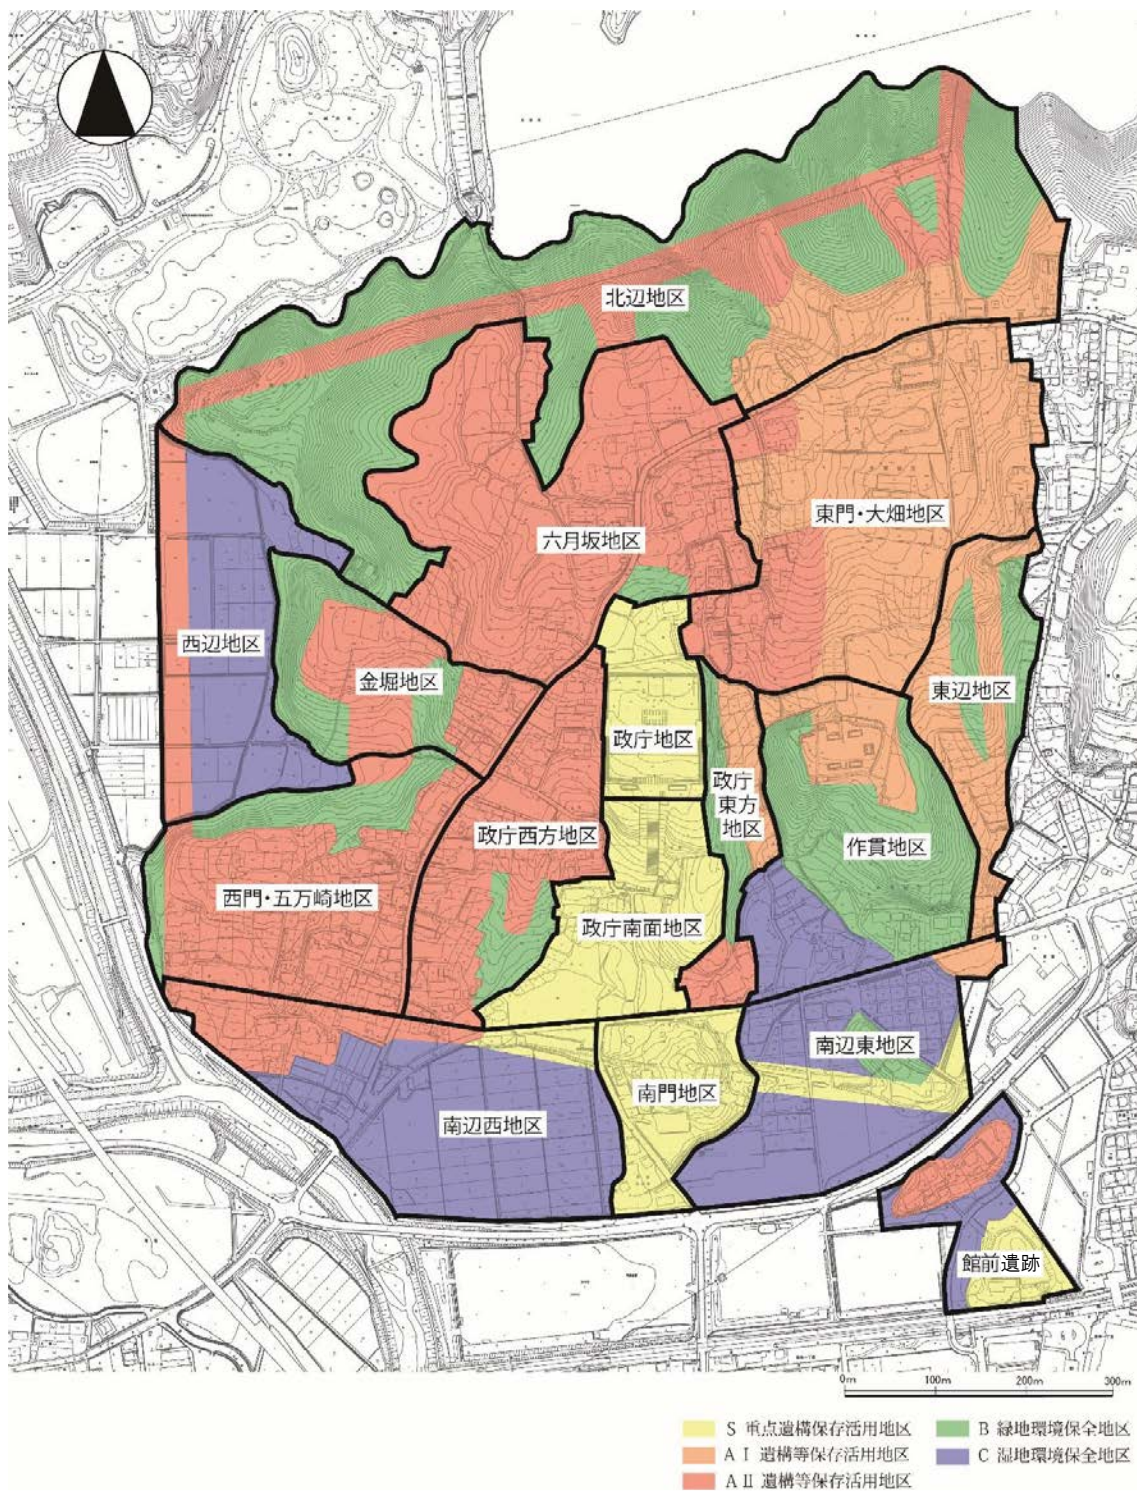 北辺地区
東門・大畑地区
六月坂地区
西辺地区
金堀地区
東辺地区
政庁地区
政庁
東方
地区
政庁西方地区
作貫地区
西門・五万崎地区
政庁南面地区
南辺東地区
南門地区
南辺西地区
館前遺跡
0m 100m 200m 300m
S 重点遺構保存活用地区
B 緑地環境保全地区
A I 遺構等保存活用地区
C 湿地環境保全地区
A II 遺構等保存活用地区